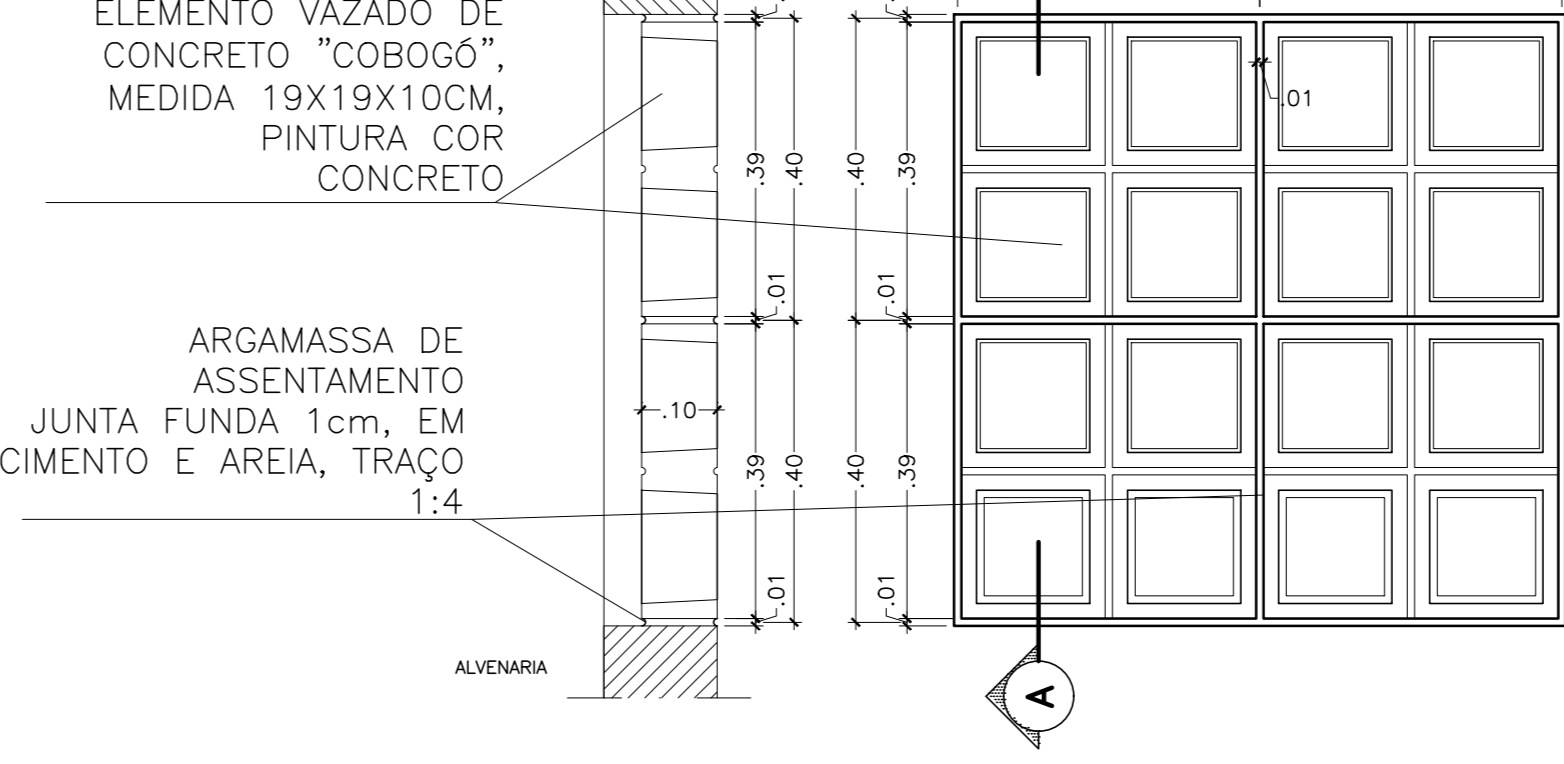 ELEMENTO VAZADO DE
CONCRETO ”COBOGÓ”,
MEDIDA 19X19X10CM,
PINTURA COR
CONCRETO
ARGAMASSA DE
ASSENTAMENTO
JUNTA FUNDA 1cm, EM
CIMENTO E AREIA, TRAÇO
1:4
ALVENARIA
.10
.39
.40
.40
.39
.01
.01
.39
.40
.40
.39
.01
.01
.01
A